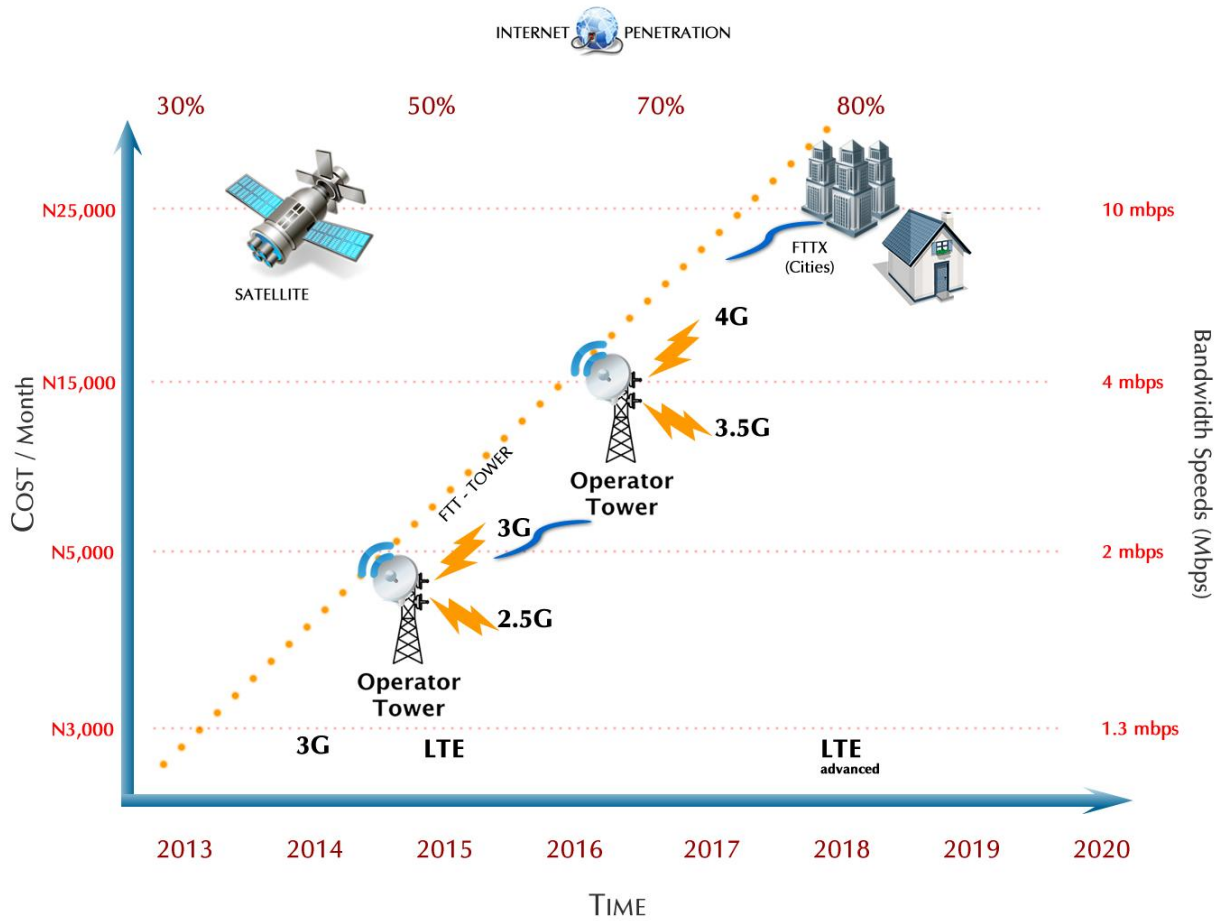 INTERNET PENETRATION
30% 50% 70% 80%
N25,000
10 mbps
SATELLITE
FTTX
(Cities)
4G
N15,000
4 mbps
3.5G
Operator
Tower
FTT - TOWER
3G
N5,000
2 mbps
2.5G
Operator
Tower
N3,000
1.3 mbps
3G
LTE
LTE
advanced
COST / Month
Bandwidth Speeds (Mbps)
2013 2014 2015 2016 2017 2018 2019 2020
TIME